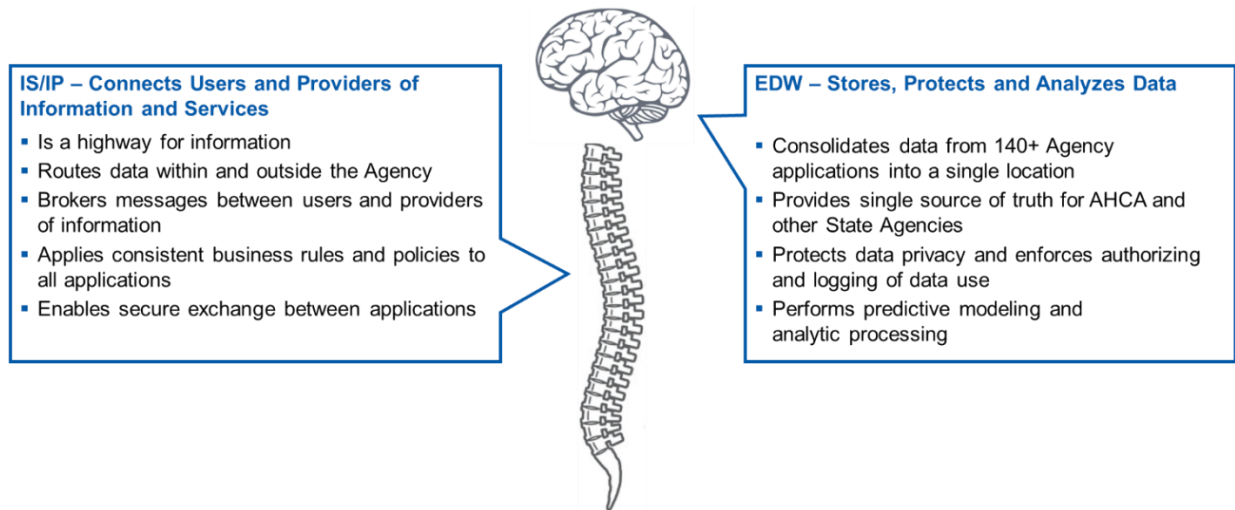 IS/IP – Connects Users and Providers of
Information and Services
▪ Is a highway for information
▪ Routes data within and outside the Agency
▪ Brokers messages between users and providers
of information
▪ Applies consistent business rules and policies to
all applications
▪ Enables secure exchange between applications
EDW – Stores, Protects and Analyzes Data
▪ Consolidates data from 140+ Agency
applications into a single location
▪ Provides single source of truth for AHCA and
other State Agencies
▪ Protects data privacy and enforces authorizing
and logging of data use
▪ Performs predictive modeling and
analytic processing